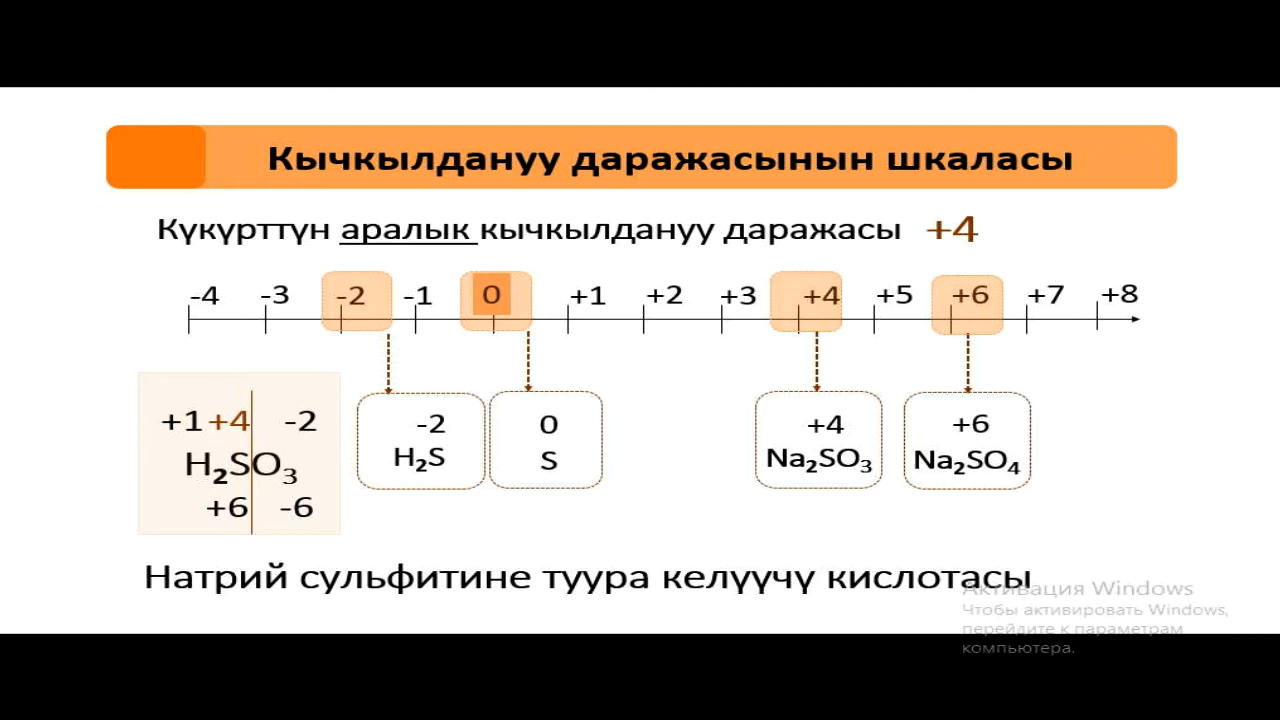 Кычкылдануу даражасынын шкаласы
Күкүрттүн аралык кычкылдануу даражасы +4
-4 -3 -2 -1 0 +1 +2 +3 +4 +5 +6 +7 +8
+1 +4 -2
H₂SO₃
+6 -6
-2
H₂S
0
S
+4
Na₂SO₃
+6
Na₂SO₄
Натрий сульфитине туура келүүчү кислотасы
Активация Windows
Чтобы активировать Windows,
перейдите к параметрам
компьютера.